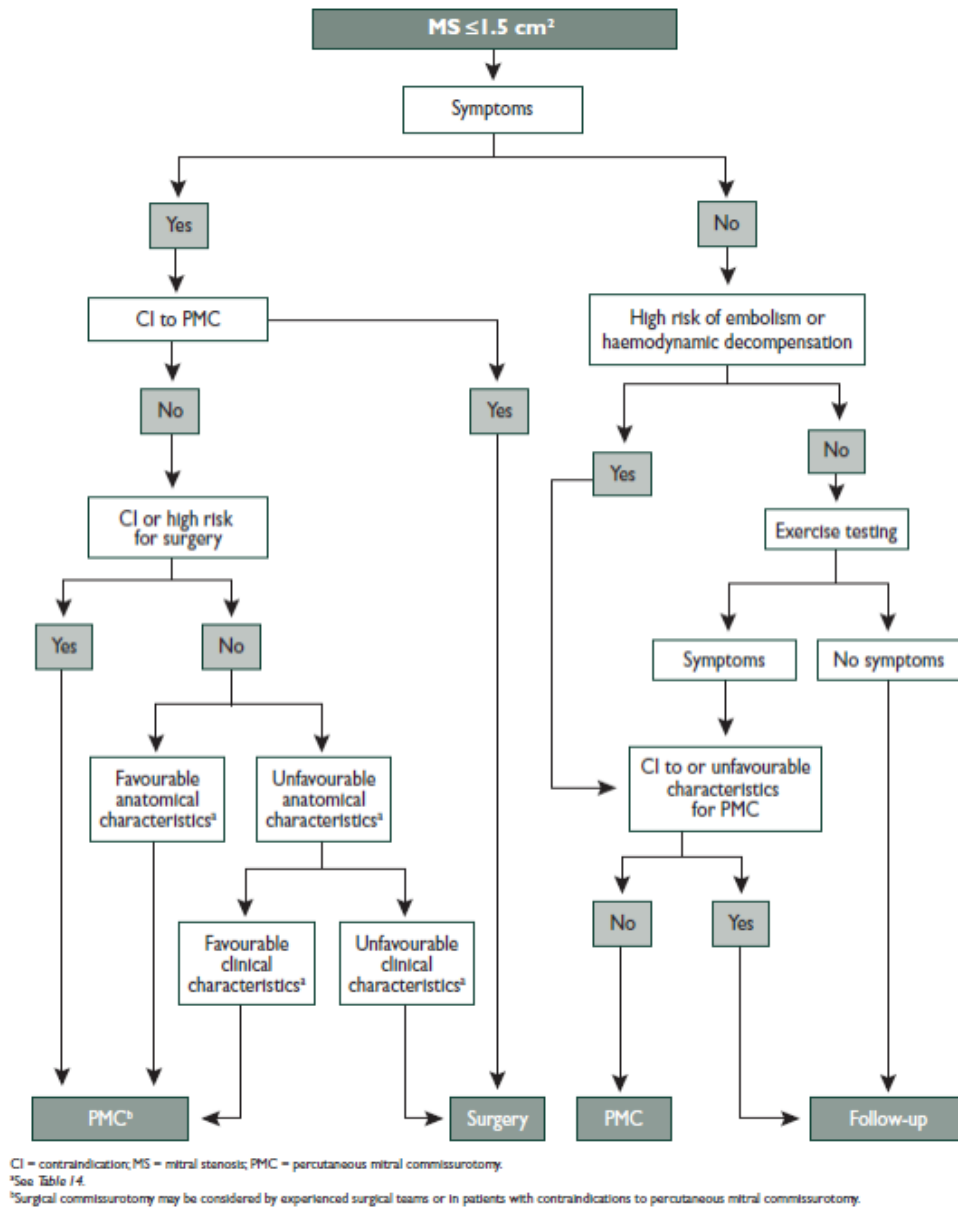 MS ≤1.5 cm²
Symptoms
Yes
No
CI to PMC
High risk of embolism or
haemodynamic decompensation
No
Yes
Yes
No
CI or high risk
for surgery
Exercise testing
Yes
No
Symptoms
No symptoms
Favourable
anatomical
characteristicsᵃ
Unfavourable
anatomical
characteristicsᵃ
CI to or unfavourable
characteristics
for PMC
Favourable
clinical
characteristicsᵃ
Unfavourable
clinical
characteristicsᵃ
No
Yes
PMCᵇ
Surgery
PMC
Follow-up
CI = contraindication; MS = mitral stenosis; PMC = percutaneous mitral commissurotomy.
ᵃSee Table 14.
ᵇSurgical commissurotomy may be considered by experienced surgical teams or in patients with contraindications to percutaneous mitral commissurotomy.